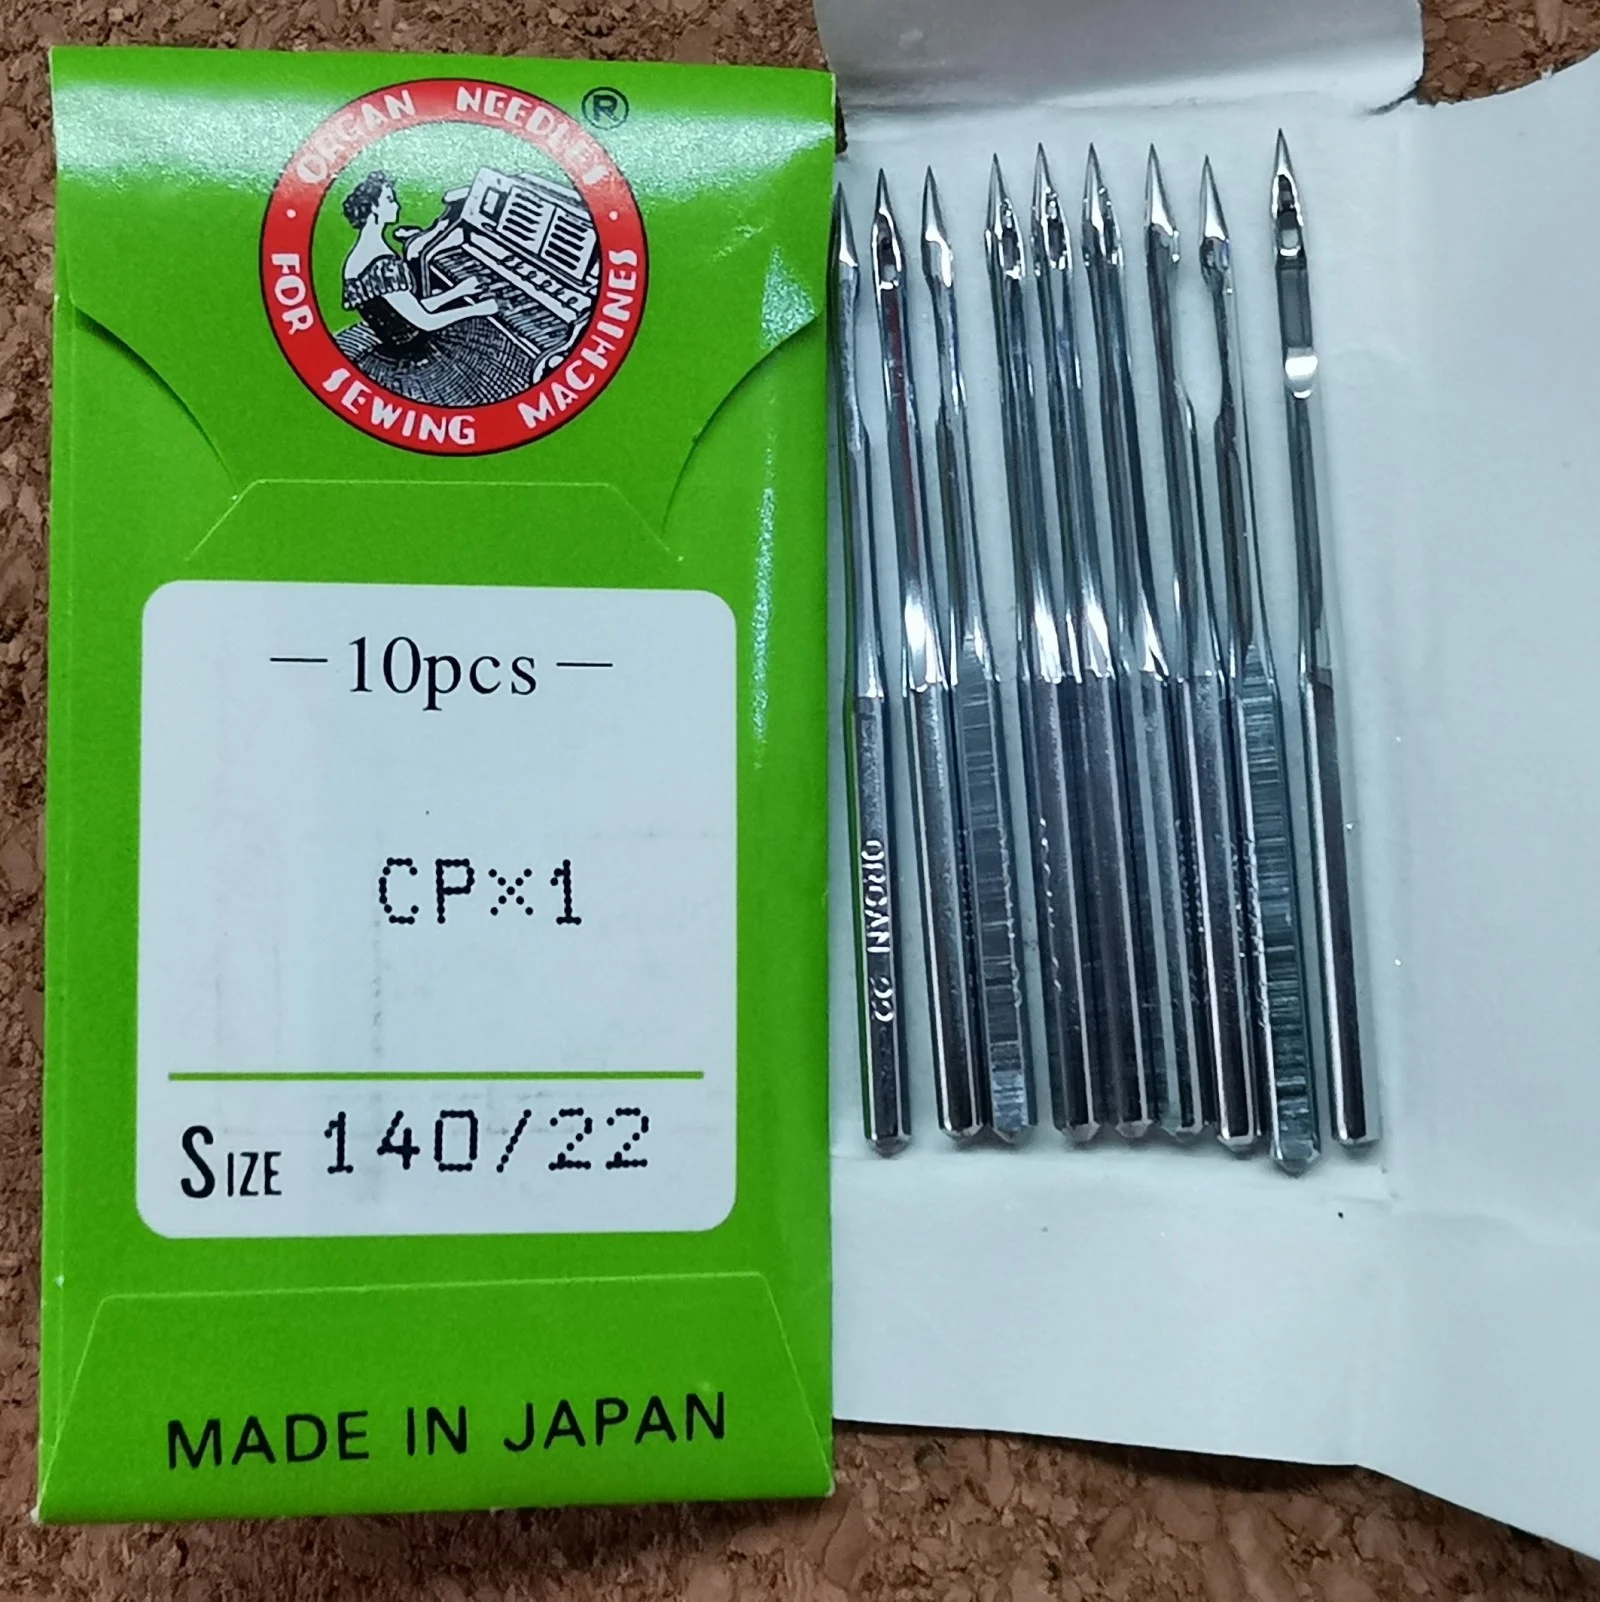 ORGAN NEEDLES ®
FOR SEWING MACHINES
—10pcs—
CP×1
SIZE 140/22
MADE IN JAPAN
ORGAN 22